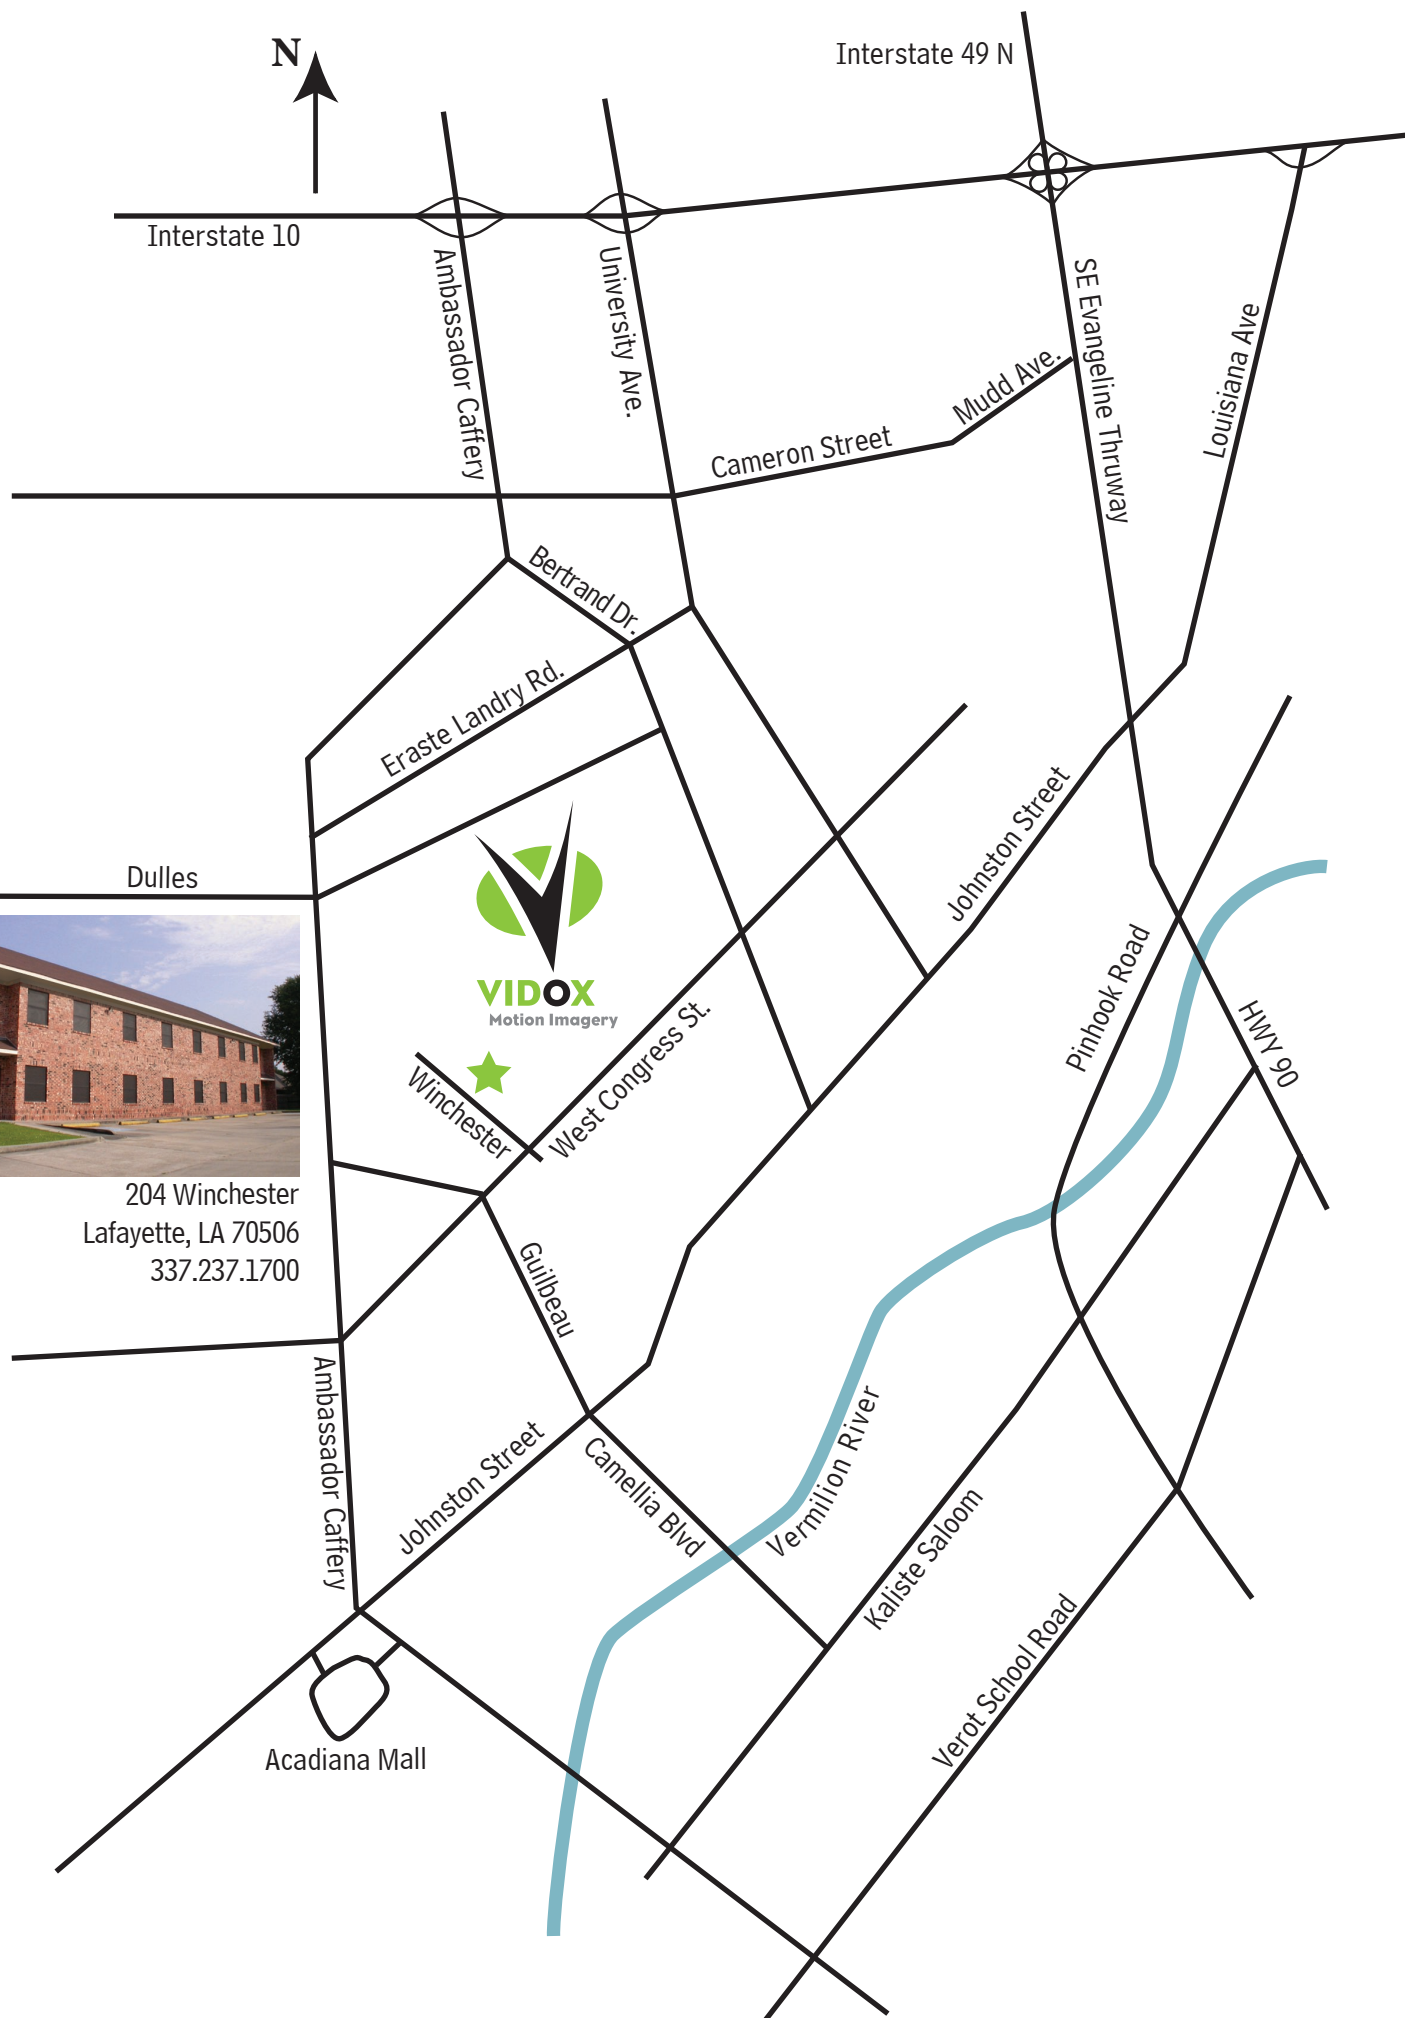 N
Interstate 49 N
Interstate 10
Ambassador Caffery
University Ave.
SE Evangeline Thruway
Louisiana Ave
Mudd Ave.
Cameron Street
Bertrand Dr.
Eraste Landry Rd.
Johnston Street
Dulles
Pinhook Road
VIDOX
Motion Imagery
HWY 90
West Congress St.
Winchester
204 Winchester
Lafayette, LA 70506
337.237.1700
Guilbeau
Ambassador Caffery
Johnston Street
Camellia Blvd
Vermilion River
Kaliste Saloom
Verot School Road
Acadiana Mall